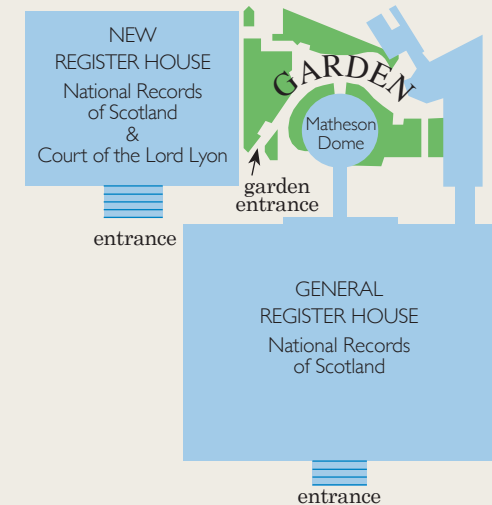 NEW
REGISTER HOUSE
National Records
of Scotland
&
Court of the Lord Lyon
entrance
GARDEN
Matheson
Dome
garden
entrance
GENERAL
REGISTER HOUSE
National Records
of Scotland
entrance